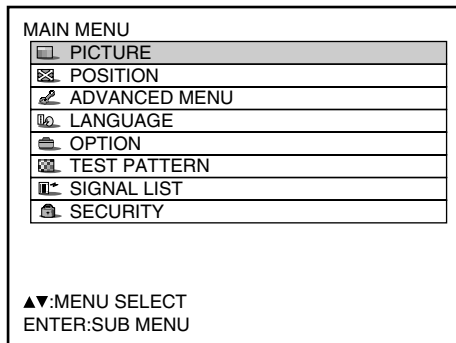 MAIN MENU
PICTURE
POSITION
ADVANCED MENU
LANGUAGE
OPTION
TEST PATTERN
SIGNAL LIST
SECURITY
▲▼:MENU SELECT
ENTER:SUB MENU